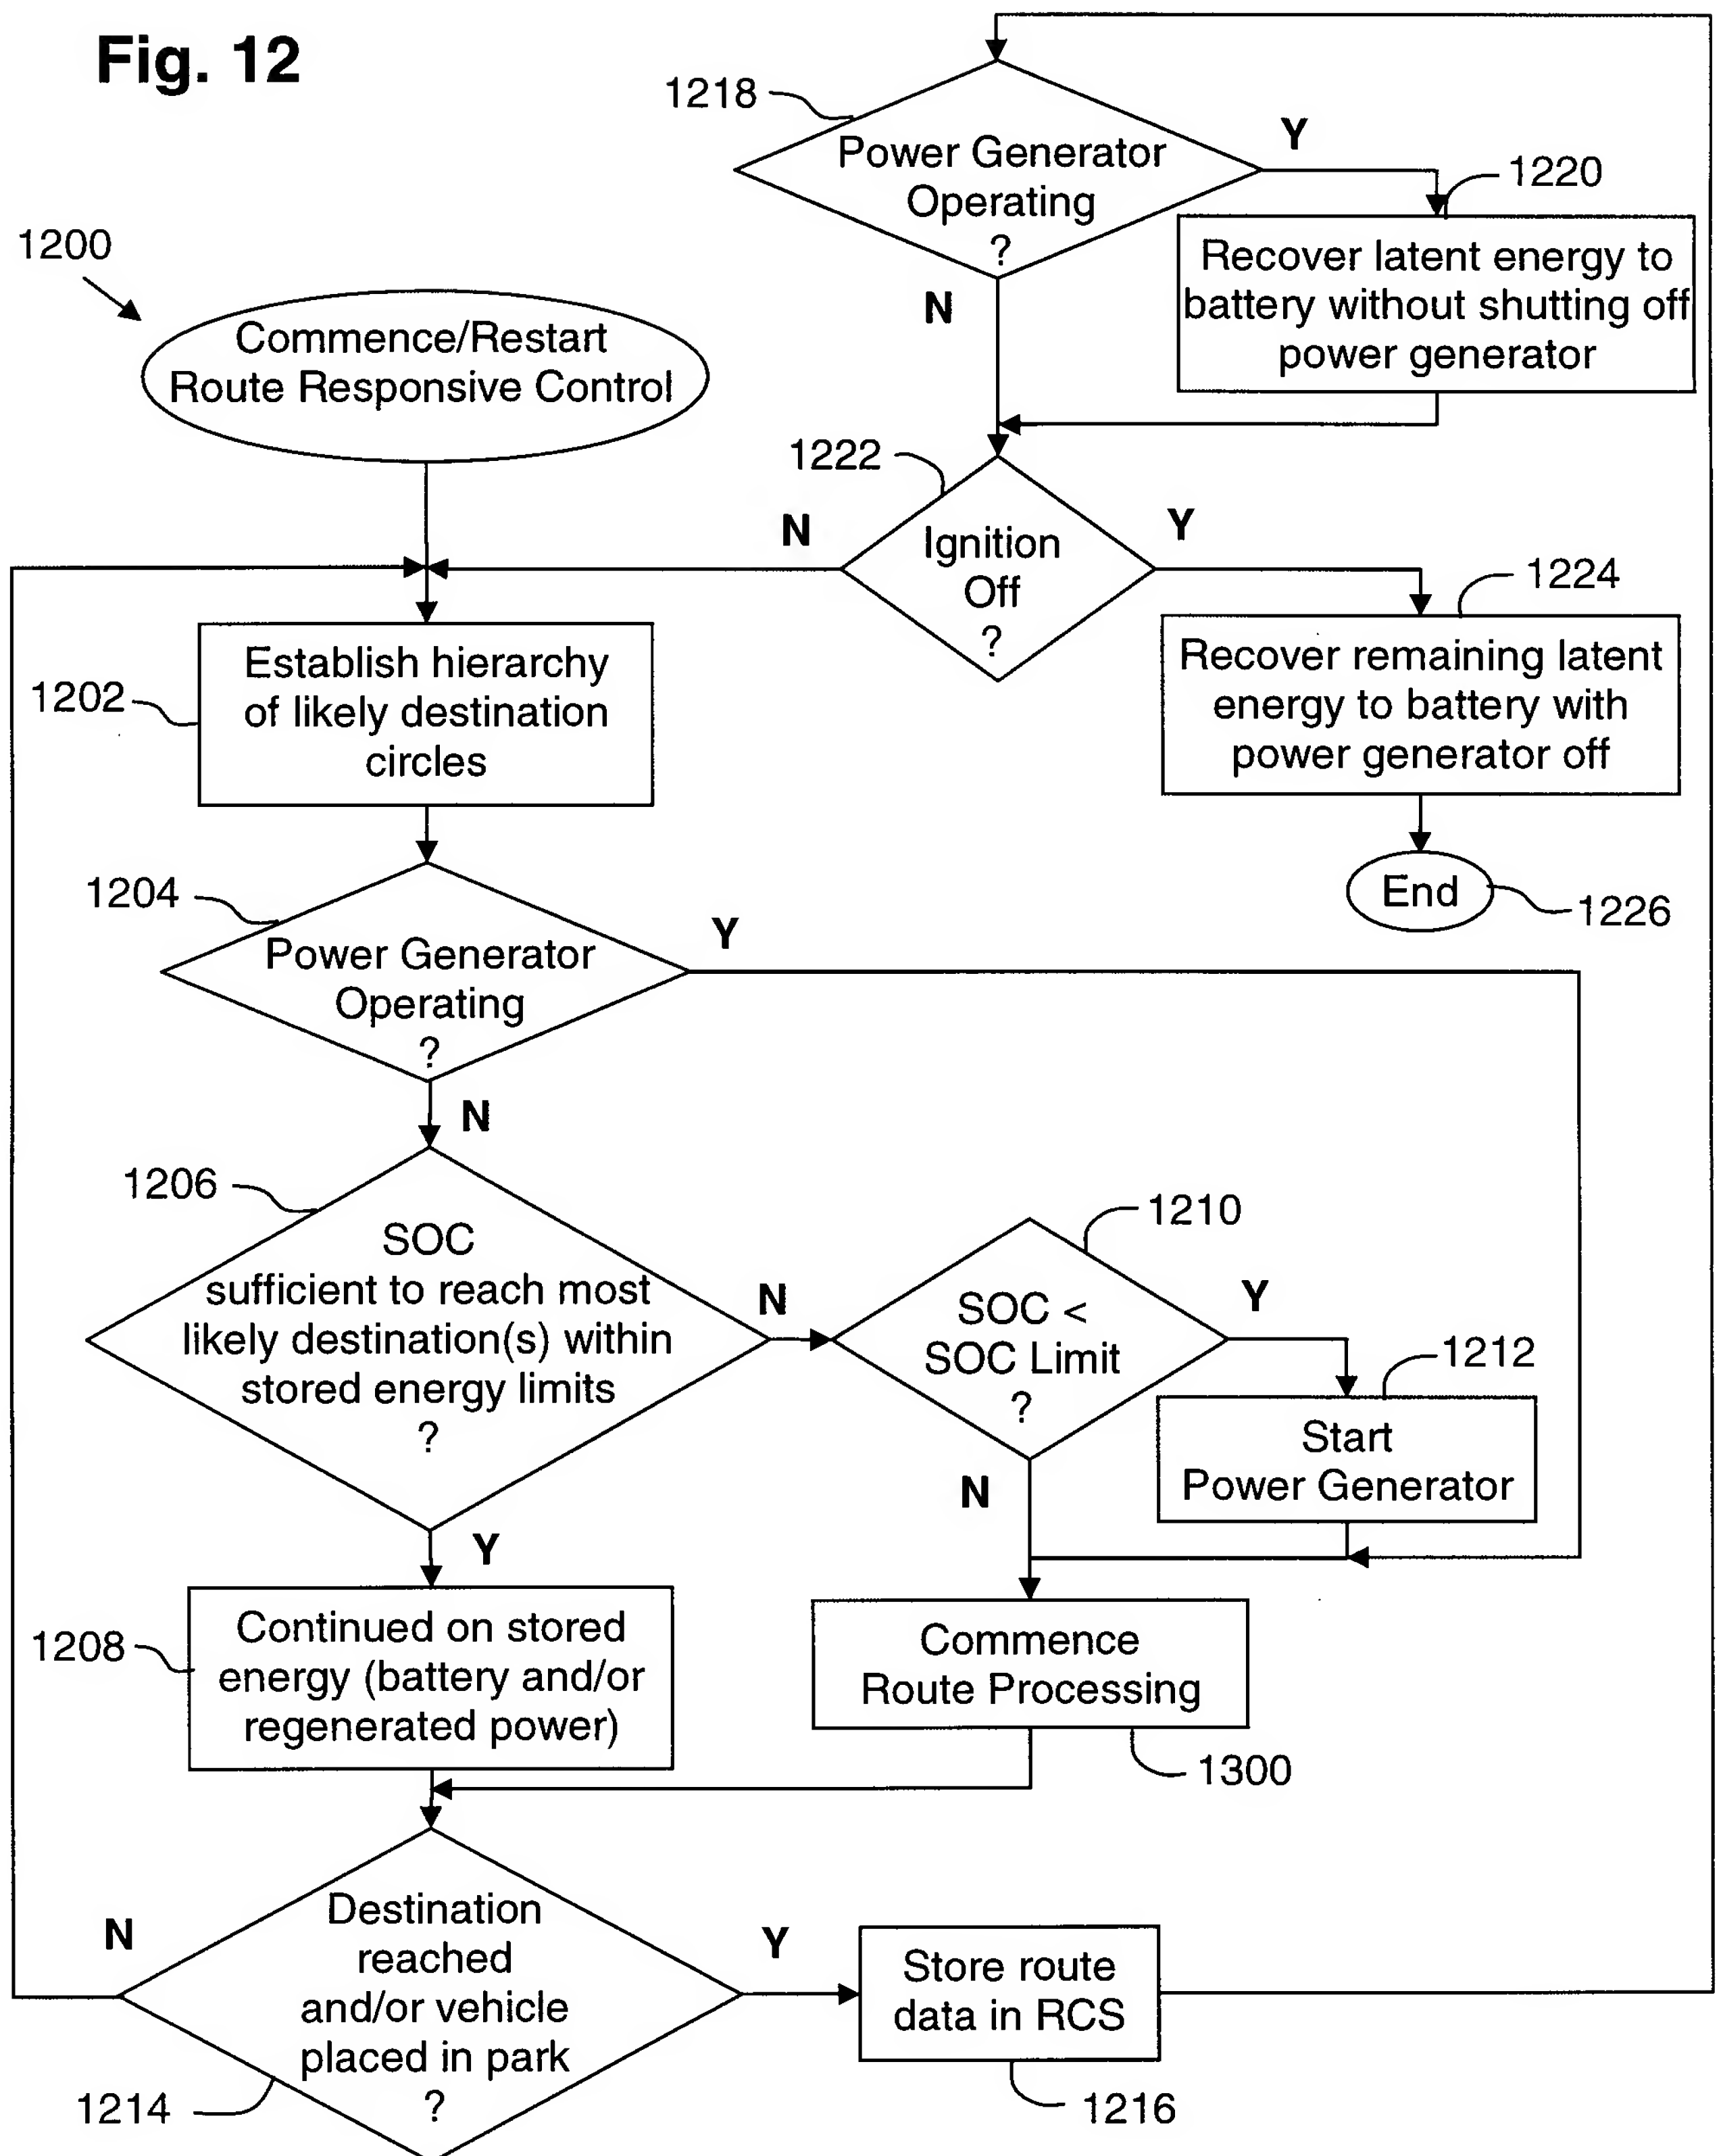 Fig. 12
1218
Power Generator
Operating
?
Y
N
1220
Recover latent energy to
battery without shutting off
power generator
1200
Commence/Restart
Route Responsive Control
1222
Ignition
Off
?
N
Y
1224
Recover remaining latent
energy to battery with
power generator off
End
1226
1202
Establish hierarchy
of likely destination
circles
1204
Power Generator
Operating
?
Y
N
1206
SOC
sufficient to reach most
likely destination(s) within
stored energy limits
?
N
Y
1210
SOC <
SOC Limit
?
Y
N
1212
Start
Power Generator
1208
Continued on stored
energy (battery and/or
regenerated power)
Commence
Route Processing
1300
N
Destination
reached
and/or vehicle
placed in park
?
Y
1214
Store route
data in RCS
1216